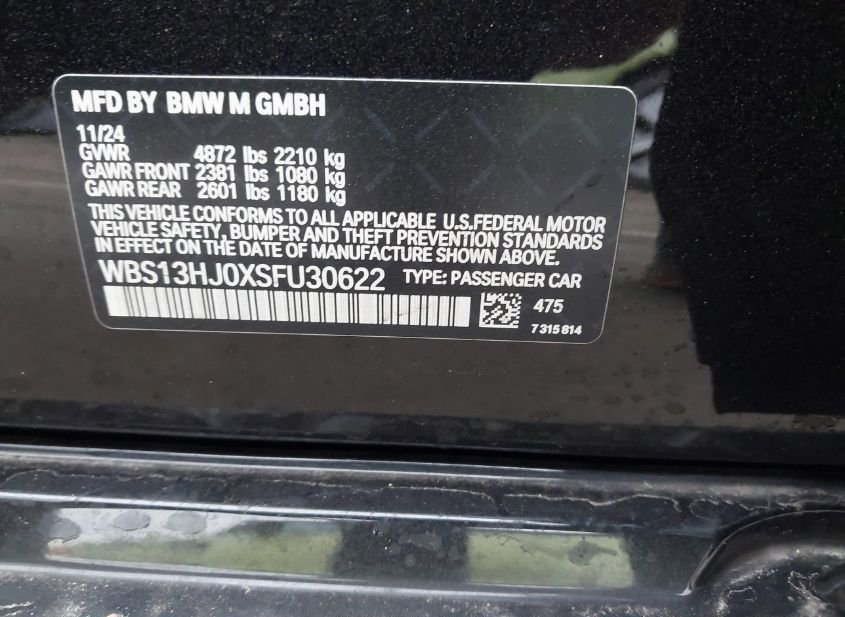 MFD BY BMW M GMBH
11/24
GVWR 4872 lbs 2210 kg
GAWR FRONT 2381 lbs 1080 kg
GAWR REAR 2601 lbs 1180 kg
THIS VEHICLE CONFORMS TO ALL APPLICABLE U.S.FEDERAL MOTOR
VEHICLE SAFETY, BUMPER AND THEFT PREVENTION STANDARDS
IN EFFECT ON THE DATE OF MANUFACTURE SHOWN ABOVE.
WBS13HJ0XSFU30622 TYPE: PASSENGER CAR
475
7 315 814